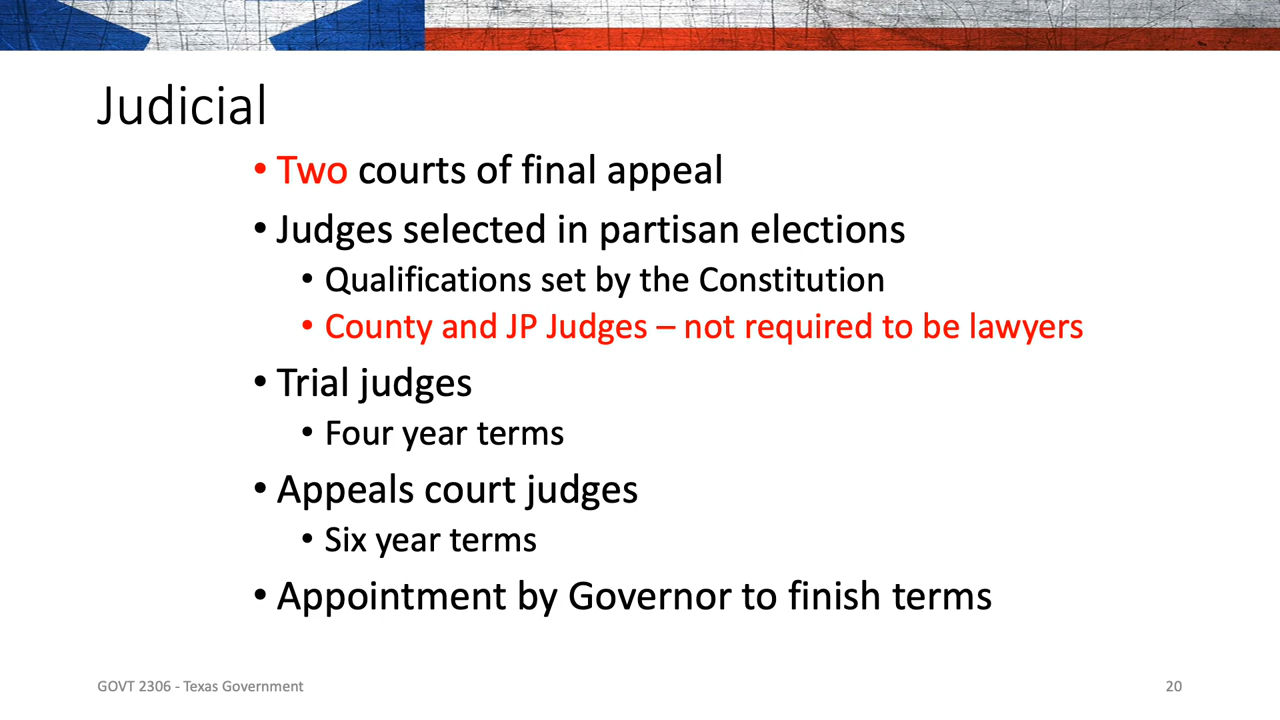 Judicial
• Two courts of final appeal
• Judges selected in partisan elections
• Qualifications set by the Constitution
• County and JP Judges – not required to be lawyers
• Trial judges
• Four year terms
• Appeals court judges
• Six year terms
• Appointment by Governor to finish terms
GOVT 2306 - Texas Government
20